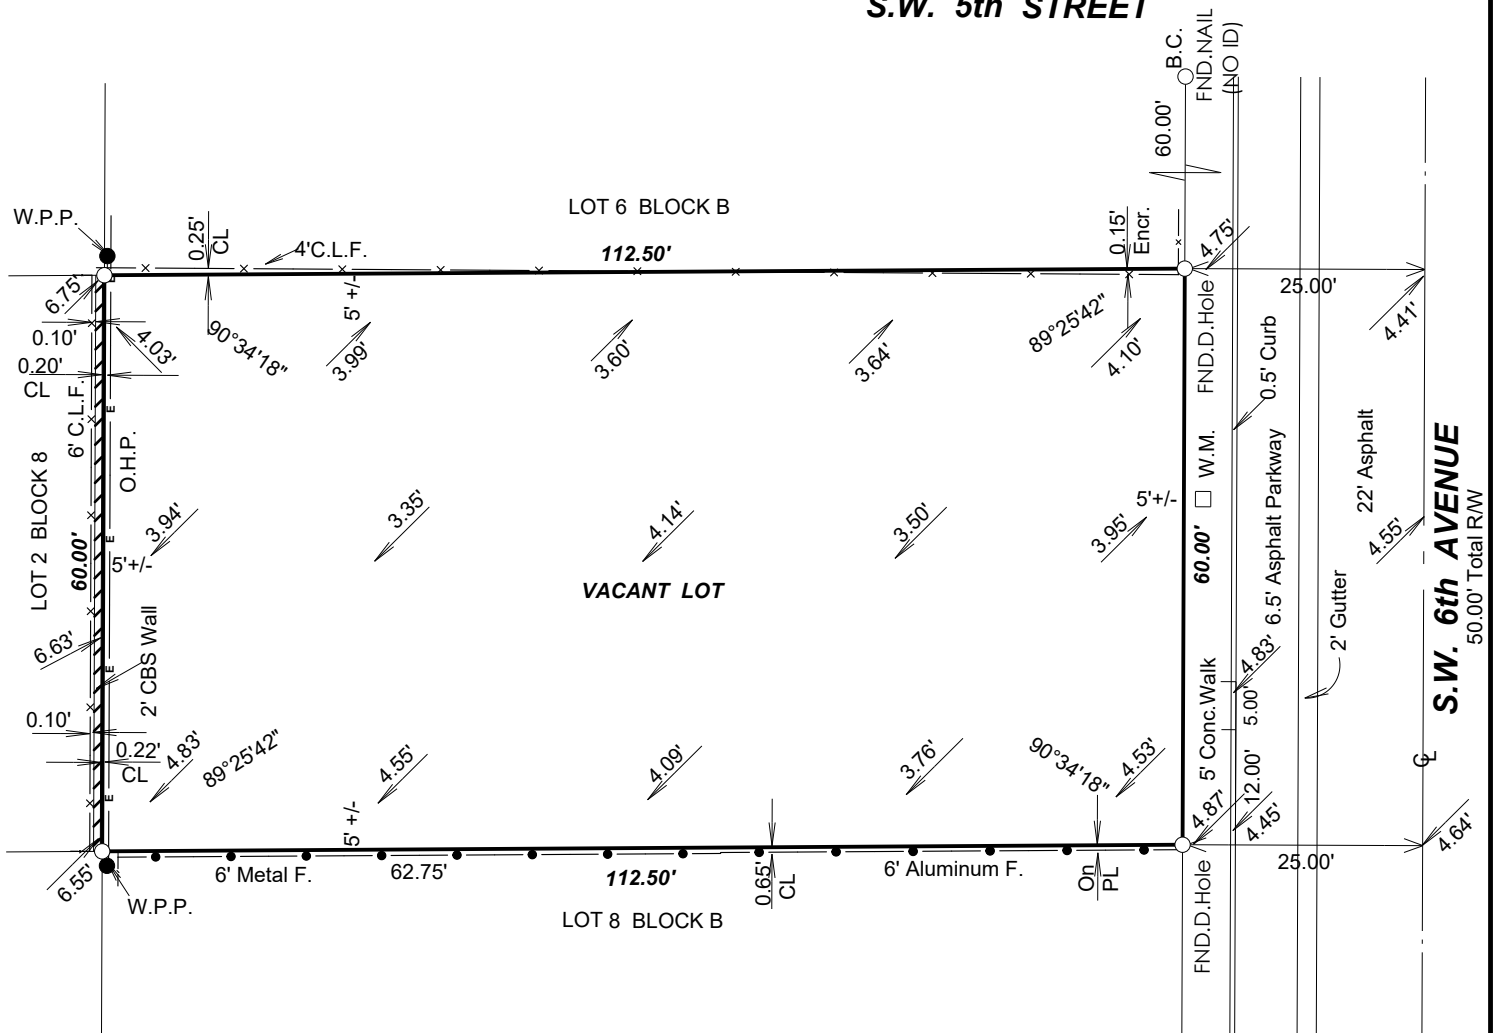 S.W. 5th STREET
B.C.
FND.NAIL
(NO ID)
60.00'
W.P.P.
0.25'
CL
4'C.L.F.
LOT 6 BLOCK B
112.50'
0.15'
Encr.
4.75'
25.00'
6.75'
0.10'
4.03'
90°34'18"
5' +/-
3.99'
3.60'
3.64'
89°25'42"
4.10'
FND.D.Hole
0.5' Curb
4.41'
0.20'
CL
6' C.L.F.
E
O.H.P.
LOT 2 BLOCK 8
60.00'
3.94'
3.35'
4.14'
3.50'
3.95'
5'+/-
W.M.
60.00'
6.5' Asphalt Parkway
22' Asphalt
4.55'
S.W. 6th AVENUE
50.00' Total R/W
E
5'+/-
VACANT LOT
2' Gutter
6.63'
E
2' CBS Wall
4.83'
5.00'
5' Conc.Walk
0.10'
0.22'
CL
4.83'
89°25'42"
4.55'
4.09'
3.76'
90°34'18"
4.53'
12.00'
CL
E
5' +/-
4.87'
4.45'
4.64'
25.00'
6.55'
W.P.P.
6' Metal F.
62.75'
112.50'
0.65'
CL
6' Aluminum F.
On
PL
FND.D.Hole
LOT 8 BLOCK B